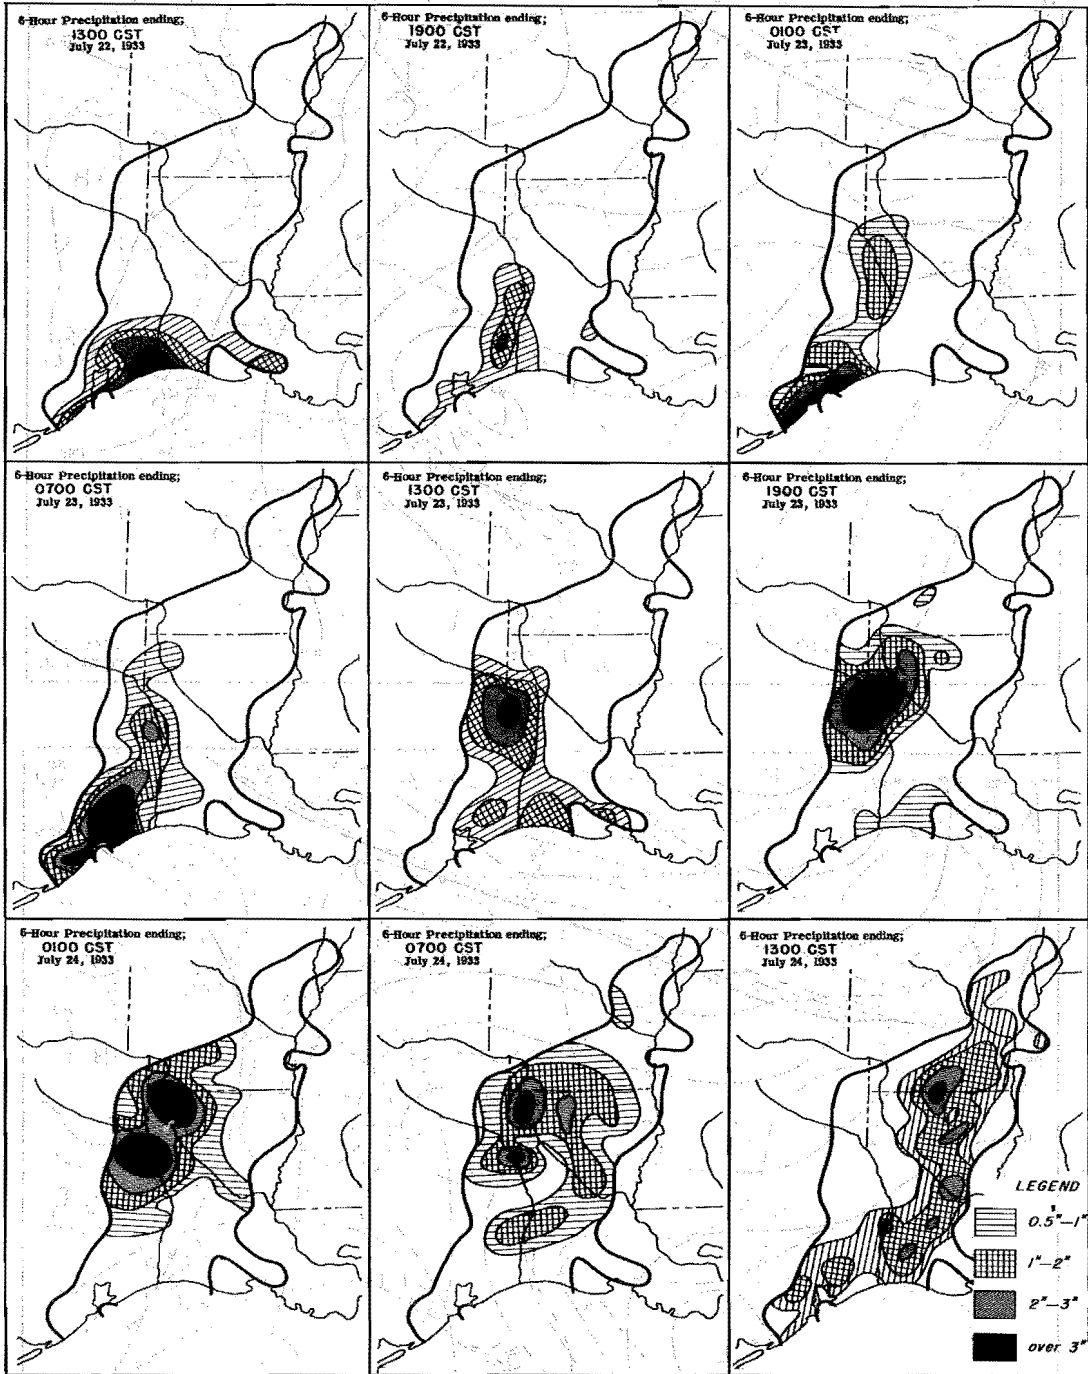 6-Hour Precipitation ending;
1300 CST
July 22, 1933
6-Hour Precipitation ending;
1900 CST
July 22, 1933
6-Hour Precipitation ending;
0100 CST
July 23, 1933
6-Hour Precipitation ending;
0700 CST
July 23, 1933
6-Hour Precipitation ending;
1300 CST
July 23, 1933
6-Hour Precipitation ending;
1900 CST
July 23, 1933
6-Hour Precipitation ending;
0100 CST
July 24, 1933
6-Hour Precipitation ending;
0700 CST
July 24, 1933
6-Hour Precipitation ending;
1300 CST
July 24, 1933
LEGEND
0.5"-1"
1"-2"
2"-3"
over 3"